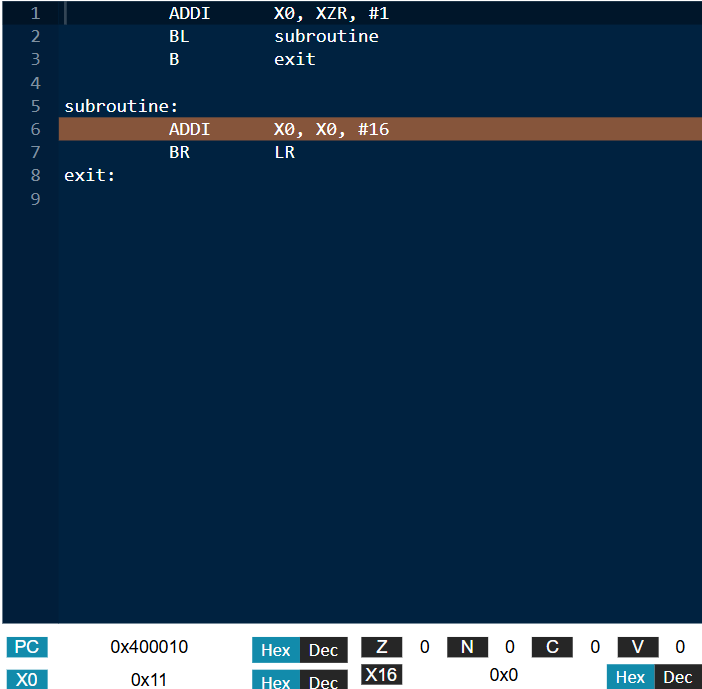 1 ADDI X0, XZR, #1
2 BL subroutine
3 B exit
4
5 subroutine:
6 ADDI X0, X0, #16
7 BR LR
8 exit:
9
PC 0x400010 Hex Dec Z 0 N 0 C 0 V 0
X0 0x11 Hex Dec X16 0x0 Hex Dec